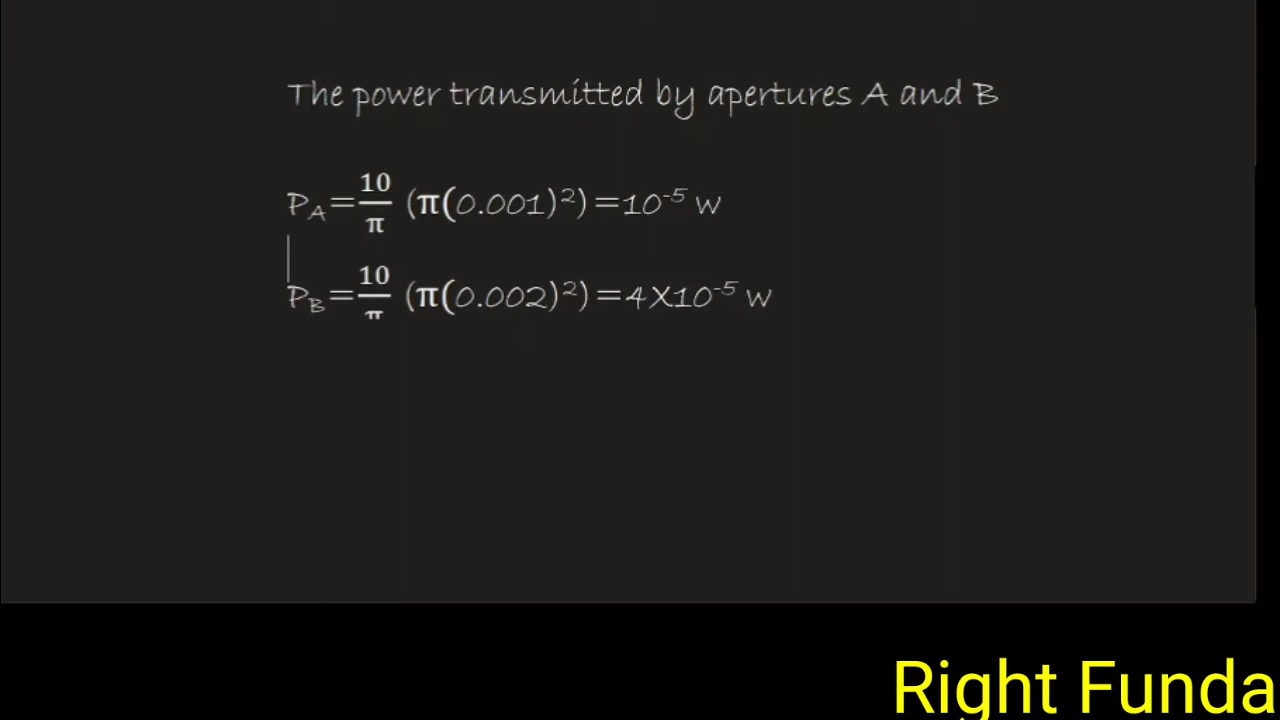 The power transmitted by apertures A and B
P_A=10/π (π(0.001)²)=10⁻⁵ w
P_B=10/π (π(0.002)²)=4X10⁻⁵ w
Right Funda